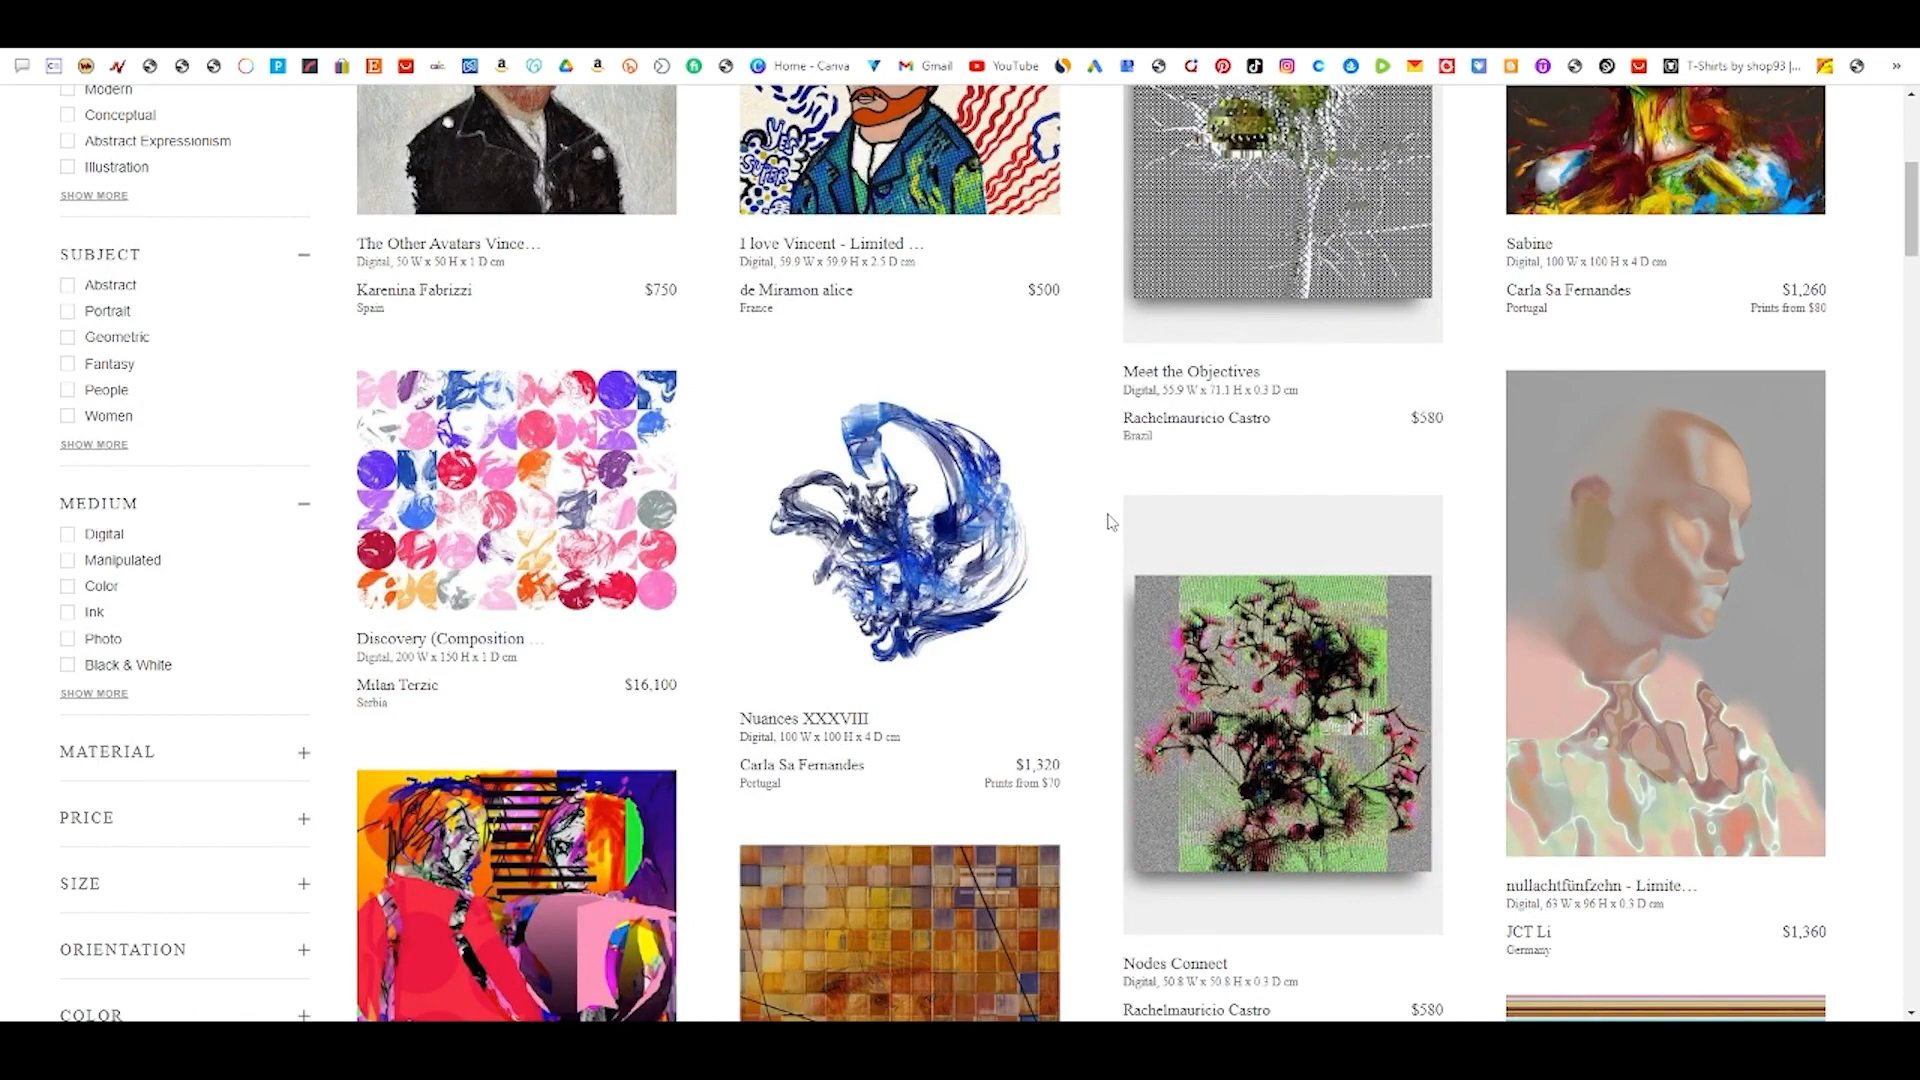 Home - Canva
Gmail
YouTube
T-Shirts by shop93 |...
Modern
Conceptual
Abstract Expressionism
Illustration
SHOW MORE
SUBJECT
Abstract
Portrait
Geometric
Fantasy
People
Women
SHOW MORE
MEDIUM
Digital
Manipulated
Color
Ink
Photo
Black & White
SHOW MORE
MATERIAL
PRICE
SIZE
ORIENTATION
COLOR
The Other Avatars Vince...
Digital, 50 W x 50 H x 1 D cm
Karenina Fabrizzi $750
Spain
Discovery (Composition ...
Digital, 200 W x 150 H x 1 D cm
Milan Terzic $16,100
Serbia
I love Vincent - Limited ...
Digital, 59.9 W x 59.9 H x 2.5 D cm
de Miramon alice $500
France
Nuances XXXVIII
Digital, 100 W x 100 H x 4 D cm
Carla Sa Fernandes $1,320
Portugal Prints from $70
Meet the Objectives
Digital, 55.9 W x 71.1 H x 0.3 D cm
Rachelmauricio Castro $580
Brazil
Nodes Connect
Digital, 50.8 W x 50.8 H x 0.3 D cm
Rachelmauricio Castro $580
Sabine
Digital, 100 W x 100 H x 4 D cm
Carla Sa Fernandes $1,260
Portugal Prints from $80
nullachtfünfzehn - Limite...
Digital, 63 W x 96 H x 0.3 D cm
JCT Li $1,360
Germany